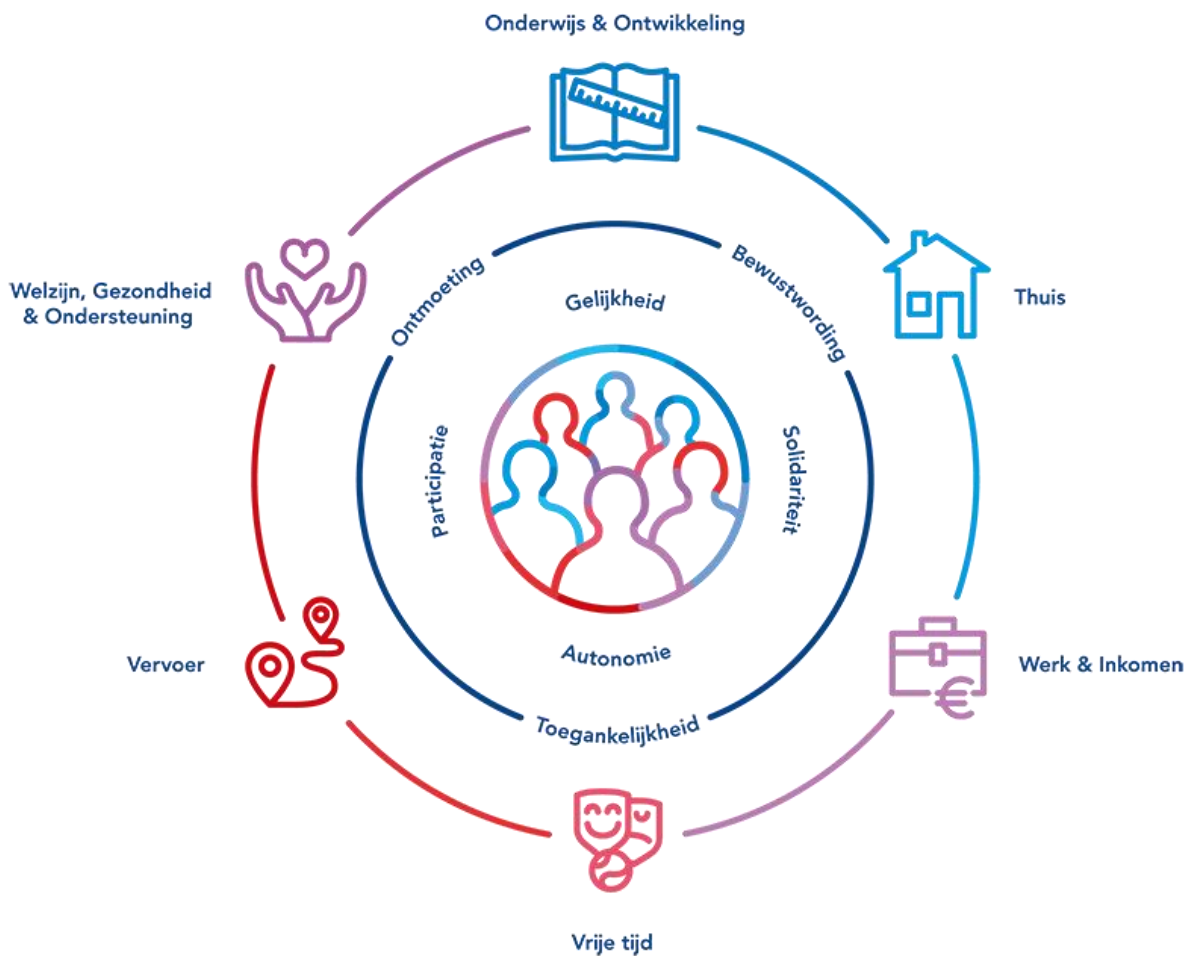 Onderwijs & Ontwikkeling
Ontmoeting
Bewustwording
Gelijkheid
Welzijn, Gezondheid
& Ondersteuning
Thuis
Participatie
Solidariteit
Autonomie
Vervoer
Werk & Inkomen
Toegankelijkheid
Vrije tijd